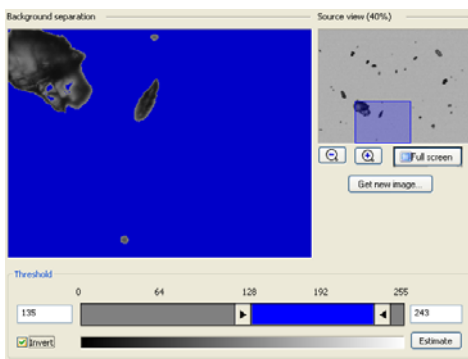 Background separation
Source view (40%)
Full screen
Get new image...
Threshold
0 64 128 192 255
135
243
Invert
Estimate